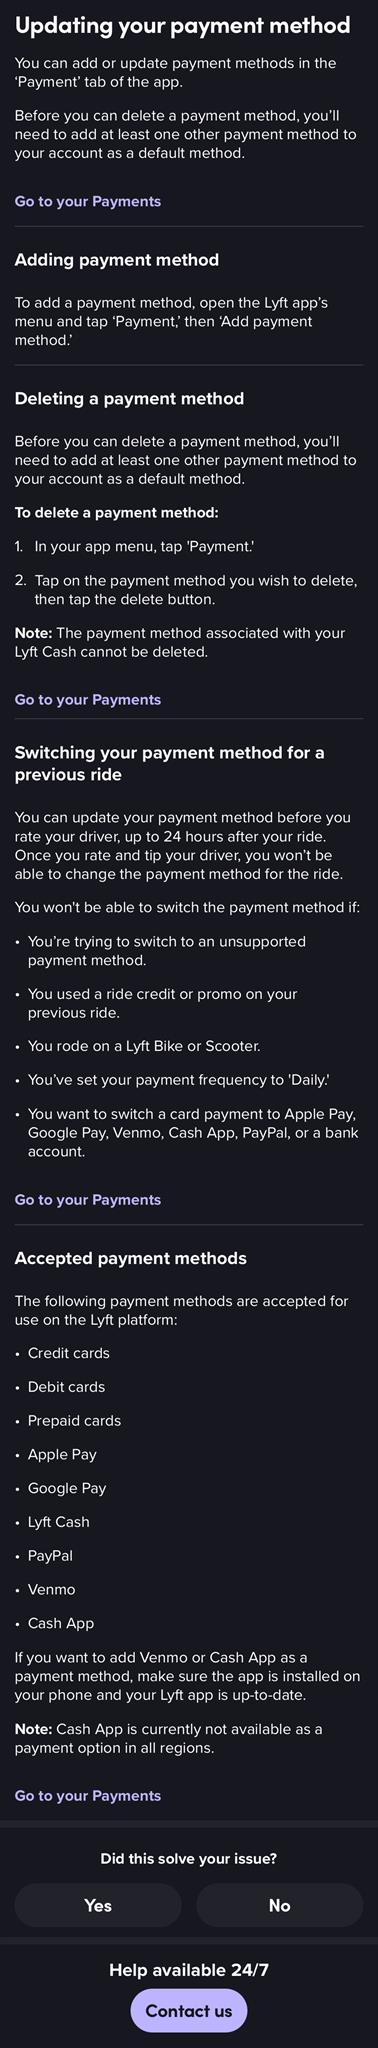 Updating your payment method
You can add or update payment methods in the
‘Payment’ tab of the app.
Before you can delete a payment method, you’ll
need to add at least one other payment method to
your account as a default method.
Go to your Payments
Adding payment method
To add a payment method, open the Lyft app’s
menu and tap ‘Payment,’ then ‘Add payment
method.’
Deleting a payment method
Before you can delete a payment method, you’ll
need to add at least one other payment method to
your account as a default method.
To delete a payment method:
1. In your app menu, tap 'Payment.'
2. Tap on the payment method you wish to delete,
then tap the delete button.
Note: The payment method associated with your
Lyft Cash cannot be deleted.
Go to your Payments
Switching your payment method for a
previous ride
You can update your payment method before you
rate your driver, up to 24 hours after your ride.
Once you rate and tip your driver, you won’t be
able to change the payment method for the ride.
You won't be able to switch the payment method if:
• You’re trying to switch to an unsupported
payment method.
• You used a ride credit or promo on your
previous ride.
• You rode on a Lyft Bike or Scooter.
• You’ve set your payment frequency to 'Daily.'
• You want to switch a card payment to Apple Pay,
Google Pay, Venmo, Cash App, PayPal, or a bank
account.
Go to your Payments
Accepted payment methods
The following payment methods are accepted for
use on the Lyft platform:
• Credit cards
• Debit cards
• Prepaid cards
• Apple Pay
• Google Pay
• Lyft Cash
• PayPal
• Venmo
• Cash App
If you want to add Venmo or Cash App as a
payment method, make sure the app is installed on
your phone and your Lyft app is up-to-date.
Note: Cash App is currently not available as a
payment option in all regions.
Go to your Payments
Did this solve your issue?
Yes No
Help available 24/7
Contact us